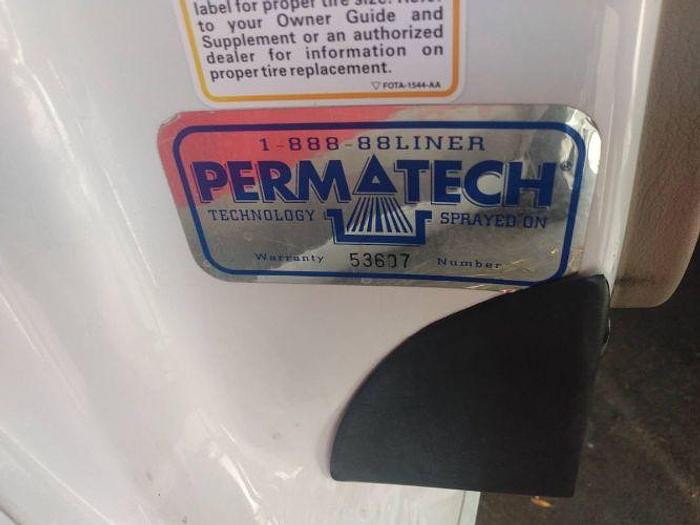 label for proper tire size. Refer
to your Owner Guide and
Supplement or an authorized
dealer for information on
proper tire replacement.
▽ FOTA-1544-AA
1-888-88LINER
PERMATECH®
TECHNOLOGY SPRAYED ON
Warranty 53607 Number